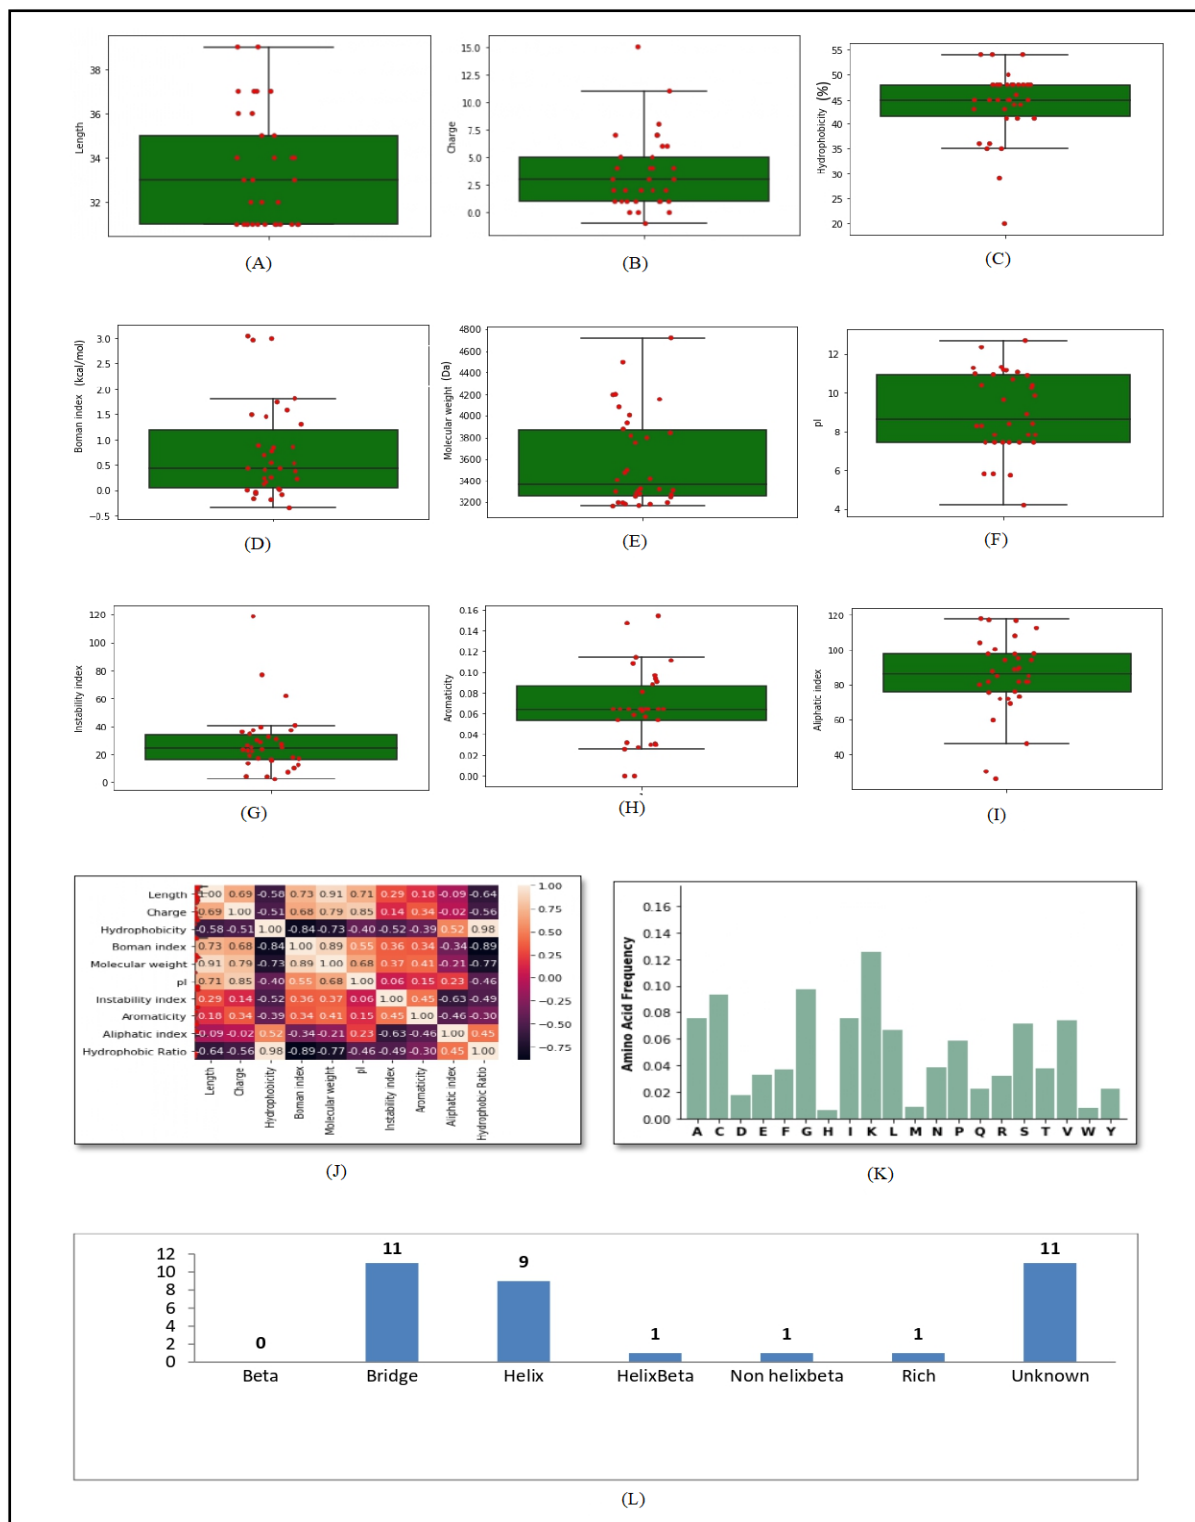 Length
38
36
34
32
(A)
Charge
15.0
12.5
10.0
7.5
5.0
2.5
0.0
(B)
Hydrophobicity (%)
55
50
45
40
35
30
25
20
(C)
Boman index (kcal/mol)
3.0
2.5
2.0
1.5
1.0
0.5
0.0
−0.5
(D)
Molecular weight (Da)
4800
4600
4400
4200
4000
3800
3600
3400
3200
(E)
pI
12
10
8
6
4
(F)
Instability index
120
100
80
60
40
20
0
(G)
Aromaticity
0.16
0.14
0.12
0.10
0.08
0.06
0.04
0.02
0.00
(H)
Aliphatic index
120
100
80
60
40
(I)
Length 1.00 0.69 -0.58 0.73 0.91 0.71 0.29 0.18 -0.09 -0.64
Charge 0.69 1.00 -0.51 0.68 0.79 0.85 0.14 0.34 -0.02 -0.56
Hydrophobicity -0.58 -0.51 1.00 -0.84 -0.73 -0.40 -0.52 -0.39 0.52 0.98
Boman index 0.73 0.68 -0.84 1.00 0.89 0.55 0.36 0.34 -0.34 -0.89
Molecular weight 0.91 0.79 -0.73 0.89 1.00 0.68 0.37 0.41 -0.21 -0.77
pI 0.71 0.85 -0.40 0.55 0.68 1.00 0.06 0.15 0.23 -0.46
Instability index 0.29 0.14 -0.52 0.36 0.37 0.06 1.00 0.45 -0.63 -0.49
Aromaticity 0.18 0.34 -0.39 0.34 0.41 0.15 0.45 1.00 -0.46 -0.30
Aliphatic index -0.09 -0.02 0.52 -0.34 -0.21 0.23 -0.63 -0.46 1.00 0.45
Hydrophobic Ratio -0.64 -0.56 0.98 -0.89 -0.77 -0.46 -0.49 -0.30 0.45 1.00
Length Charge Hydrophobicity Boman index Molecular weight pI Instability index Aromaticity Aliphatic index Hydrophobic Ratio
1.00
0.75
0.50
0.25
0.00
−0.25
−0.50
−0.75
(J)
Amino Acid Frequency
0.16
0.14
0.12
0.10
0.08
0.06
0.04
0.02
0.00
A C D E F G H I K L M N P Q R S T V W Y
(K)
12
10
8
6
4
2
0
0 11 9 1 1 1 11
Beta Bridge Helix HelixBeta Non helixbeta Rich Unknown
(L)